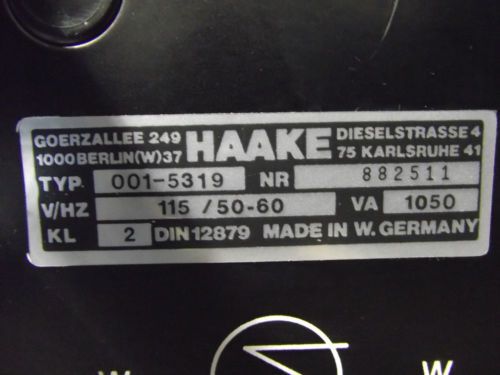 GOERZALLEE 249 HAAKE DIESELSTRASSE 4
1000 BERLIN(W)37 75 KARLSRUHE 41
TYP 001-5319 NR 882511
V/HZ 115 / 50-60 VA 1050
KL 2 DIN 12879 MADE IN W. GERMANY
W W